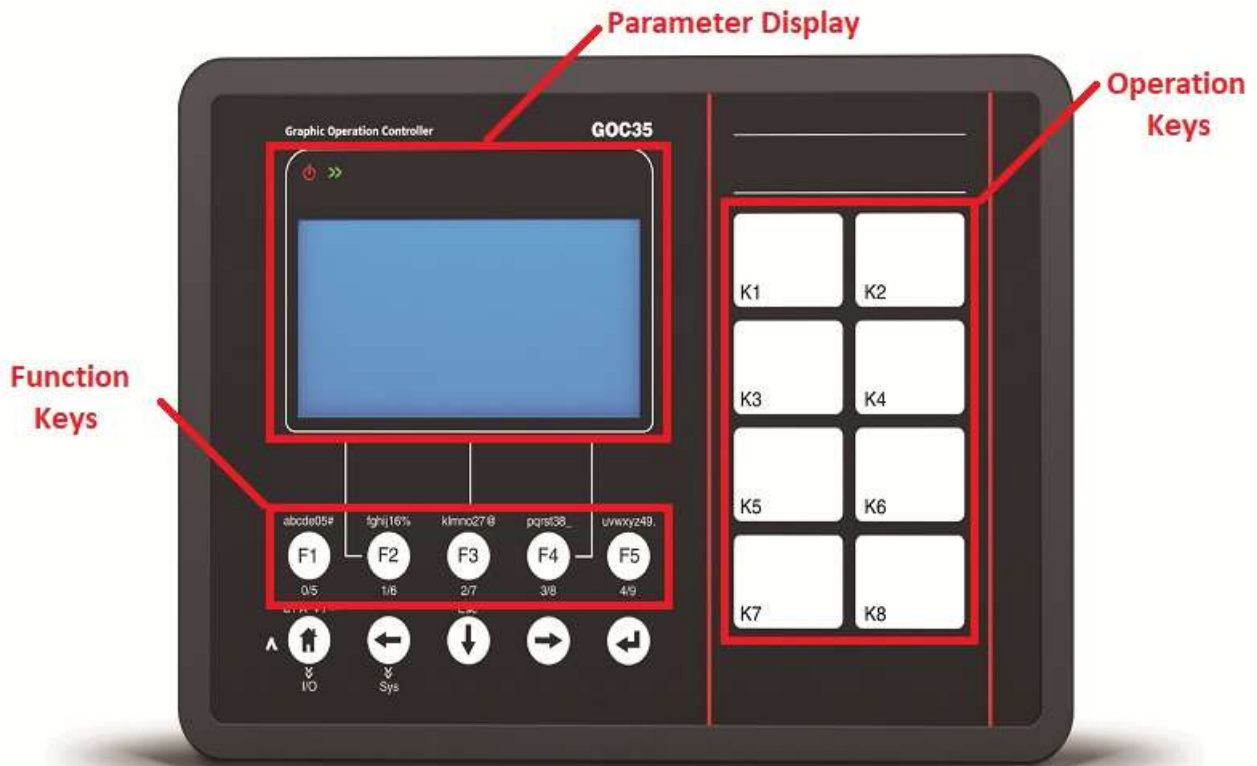 Parameter Display
Operation
Keys
Graphic Operation Controller
GOC35
K1
K2
K3
K4
Function
Keys
K5
K6
abcde05#
fghij16%
klmno27@
pqrst38_
uvwxyz49.
F1
F2
F3
F4
F5
0/5
1/6
2/7
3/8
4/9
K7
K8
I/O
Sys